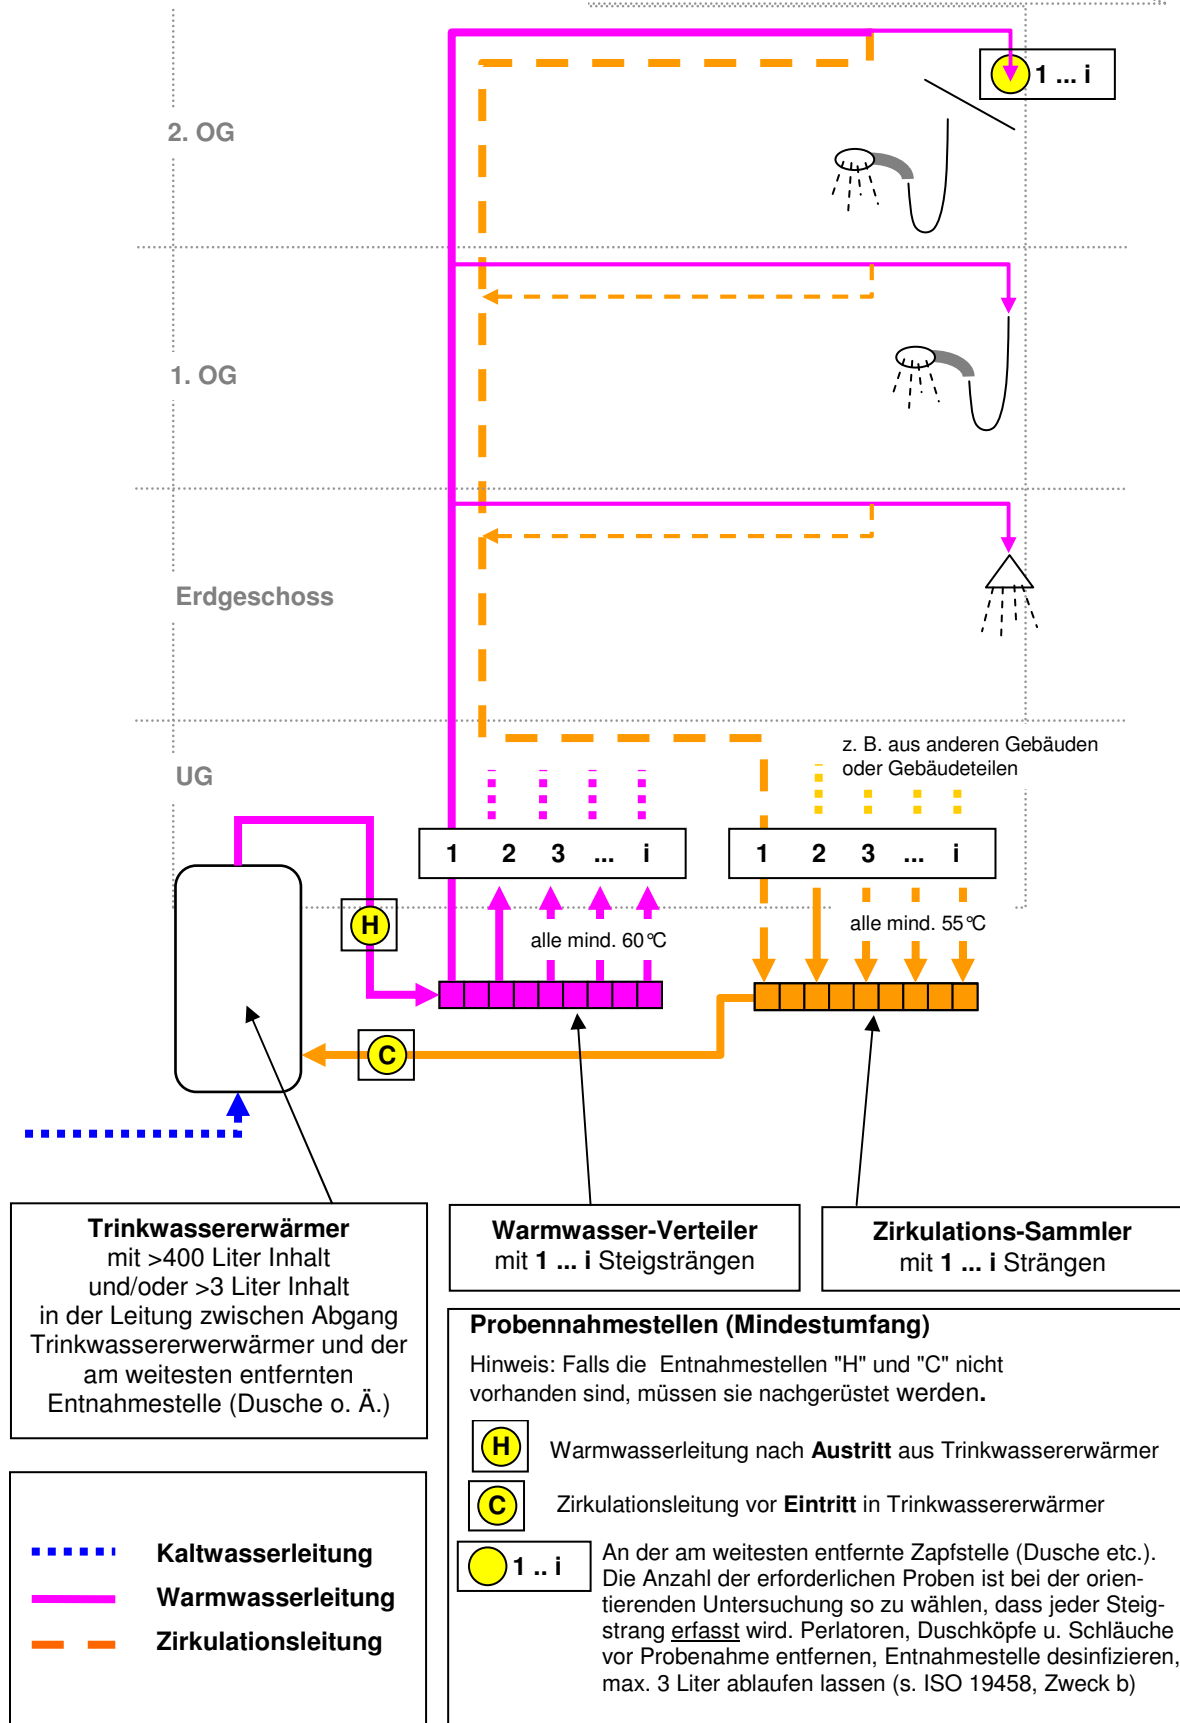 1 ... i
2. OG
1. OG
Erdgeschoss
UG
z. B. aus anderen Gebäuden
oder Gebäudeteilen
1 2 3 ... i
1 2 3 ... i
H
alle mind. 60°C
alle mind. 55°C
C
Trinkwassererwärmer
mit >400 Liter Inhalt
und/oder >3 Liter Inhalt
in der Leitung zwischen Abgang
Trinkwassererwerwärmer und der
am weitesten entfernten
Entnahmestelle (Dusche o. Ä.)
Warmwasser-Verteiler
mit 1 ... i Steigsträngen
Zirkulations-Sammler
mit 1 ... i Strängen
Probennahmestellen (Mindestumfang)
Hinweis: Falls die Entnahmestellen "H" und "C" nicht
vorhanden sind, müssen sie nachgerüstet werden.
H Warmwasserleitung nach Austritt aus Trinkwassererwärmer
C Zirkulationsleitung vor Eintritt in Trinkwassererwärmer
1 .. i An der am weitesten entfernte Zapfstelle (Dusche etc.).
Die Anzahl der erforderlichen Proben ist bei der orien-
tierenden Untersuchung so zu wählen, dass jeder Steig-
strang erfasst wird. Perlatoren, Duschköpfe u. Schläuche
vor Probenahme entfernen, Entnahmestelle desinfizieren,
max. 3 Liter ablaufen lassen (s. ISO 19458, Zweck b)
Kaltwasserleitung
Warmwasserleitung
Zirkulationsleitung